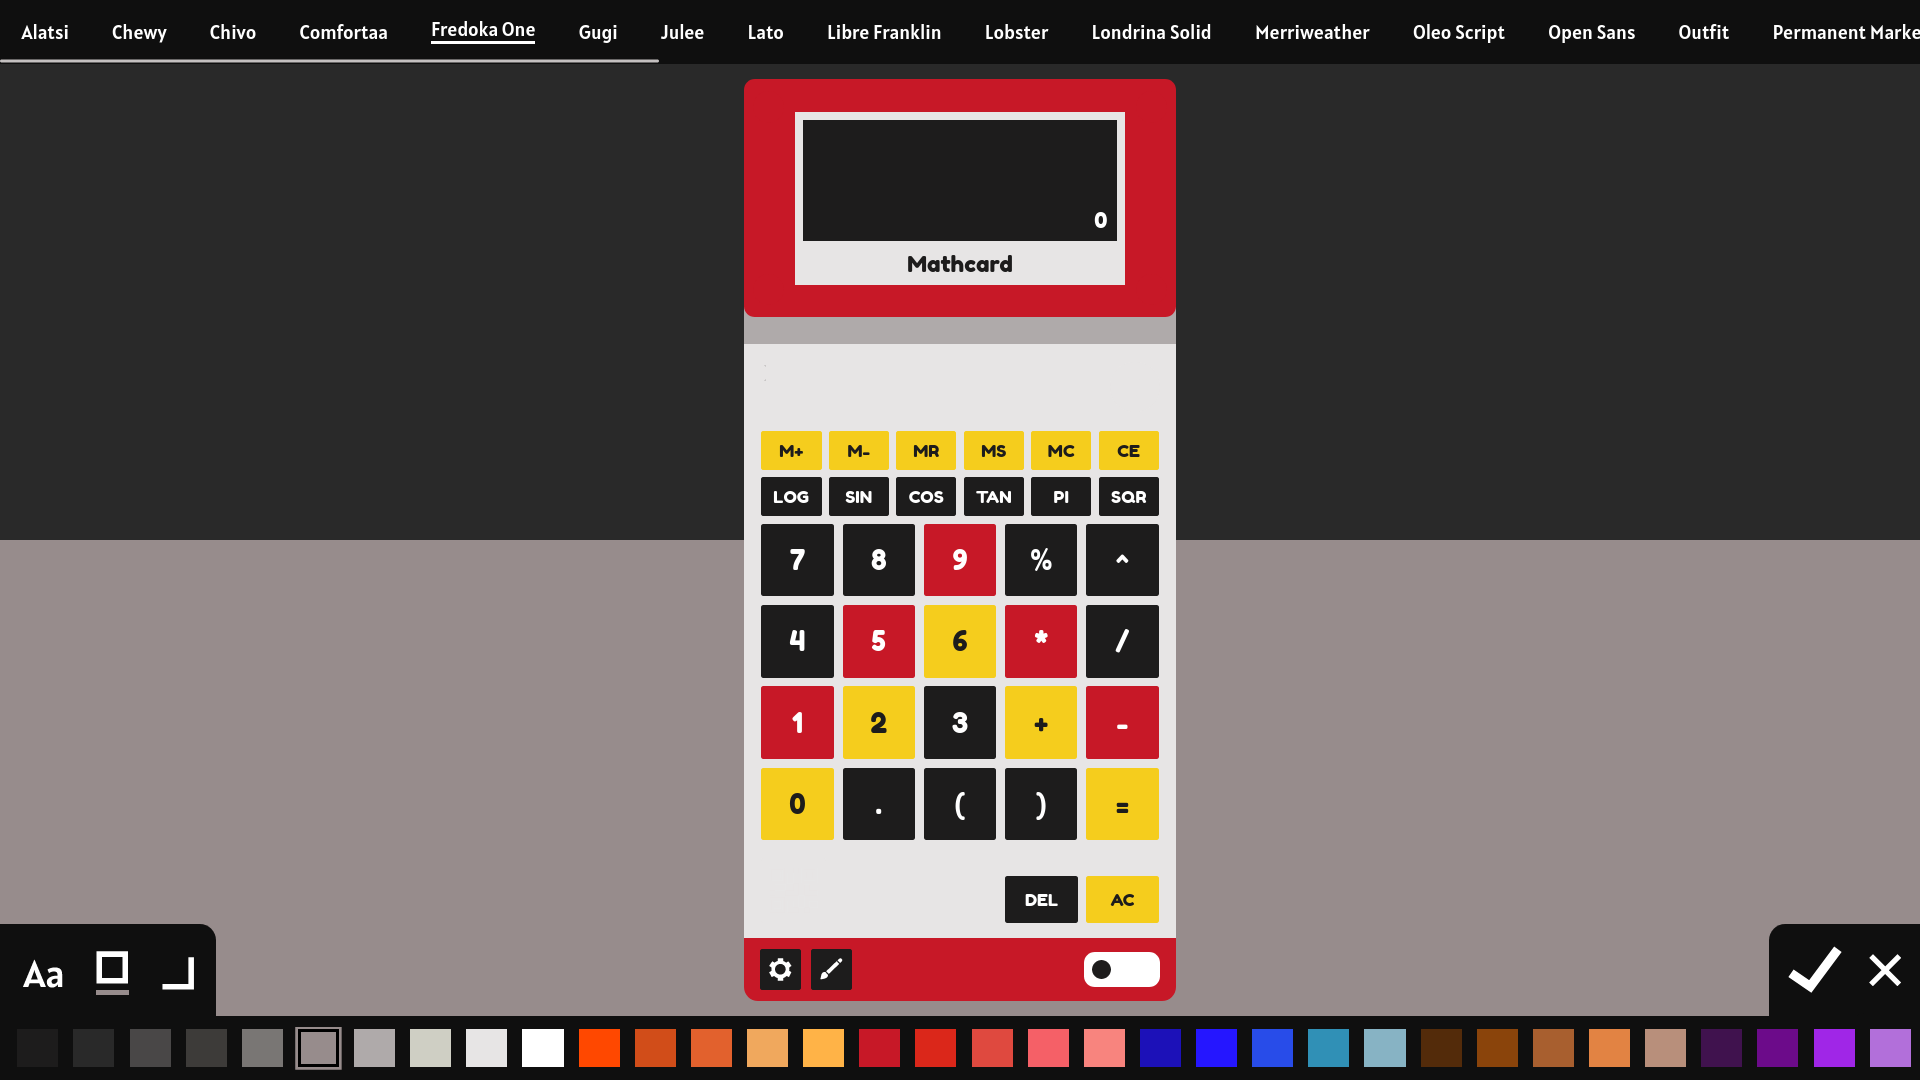 Alatsi Chewy Chivo Comfortaa Fredoka One Gugi Julee Lato Libre Franklin Lobster Londrina Solid Merriweather Oleo Script Open Sans Outfit Permanent Marke
0
Mathcard
M+ M- MR MS MC CE
LOG SIN COS TAN PI SQR
7 8 9 % ^
4 5 6 * /
1 2 3 + -
0 . ( ) =
DEL AC
Aa